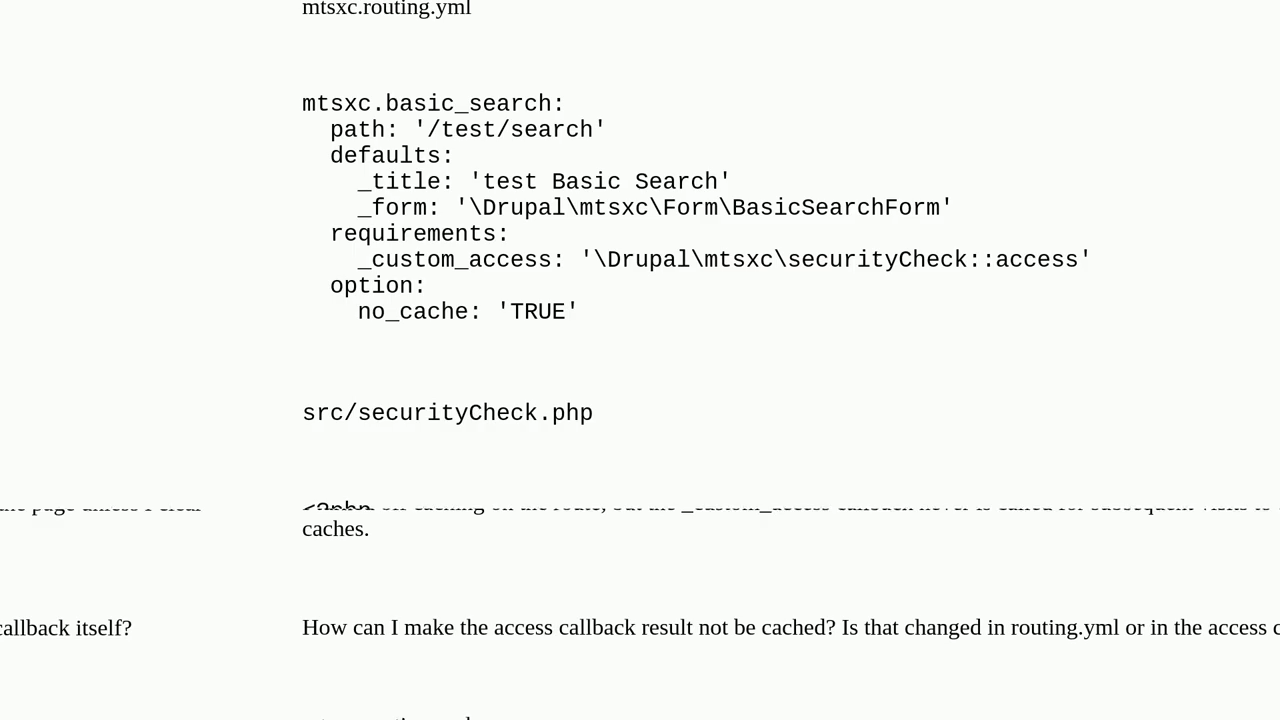 mtsxc.routing.yml
mtsxc.basic_search:
  path: '/test/search'
  defaults:
    _title: 'test Basic Search'
    _form: '\Drupal\mtsxc\Form\BasicSearchForm'
  requirements:
    _custom_access: '\Drupal\mtsxc\securityCheck::access'
  option:
    no_cache: 'TRUE'
src/securityCheck.php
<?php
caches.
callback itself?
How can I make the access callback result not be cached? Is that changed in routing.yml or in the access